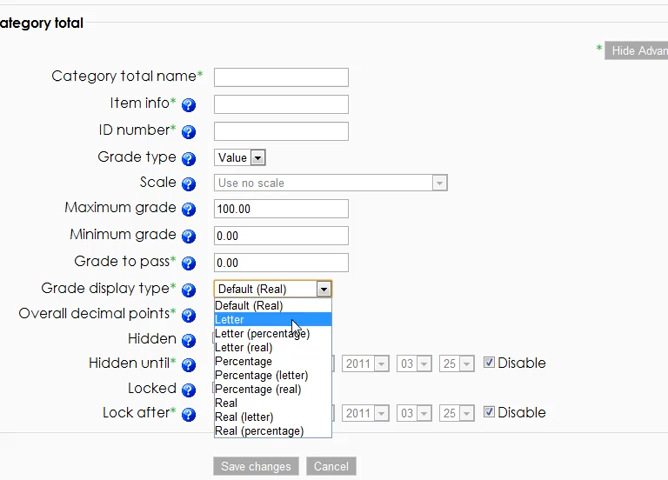 ategory total
* Hide Advan
Category total name*
Item info* ?
ID number* ?
Grade type ? Value
Scale ? Use no scale
Maximum grade ? 100.00
Minimum grade ? 0.00
Grade to pass* ? 0.00
Grade display type* ? Default (Real)
Default (Real)
Overall decimal points* ? Letter
Letter (percentage)
Hidden ? Letter (real)
Hidden until* ? Percentage 2011 03 25 Disable
Percentage (letter)
Locked ? Percentage (real)
Real
Lock after* ? Real (letter) 2011 03 25 Disable
Real (percentage)
Save changes Cancel